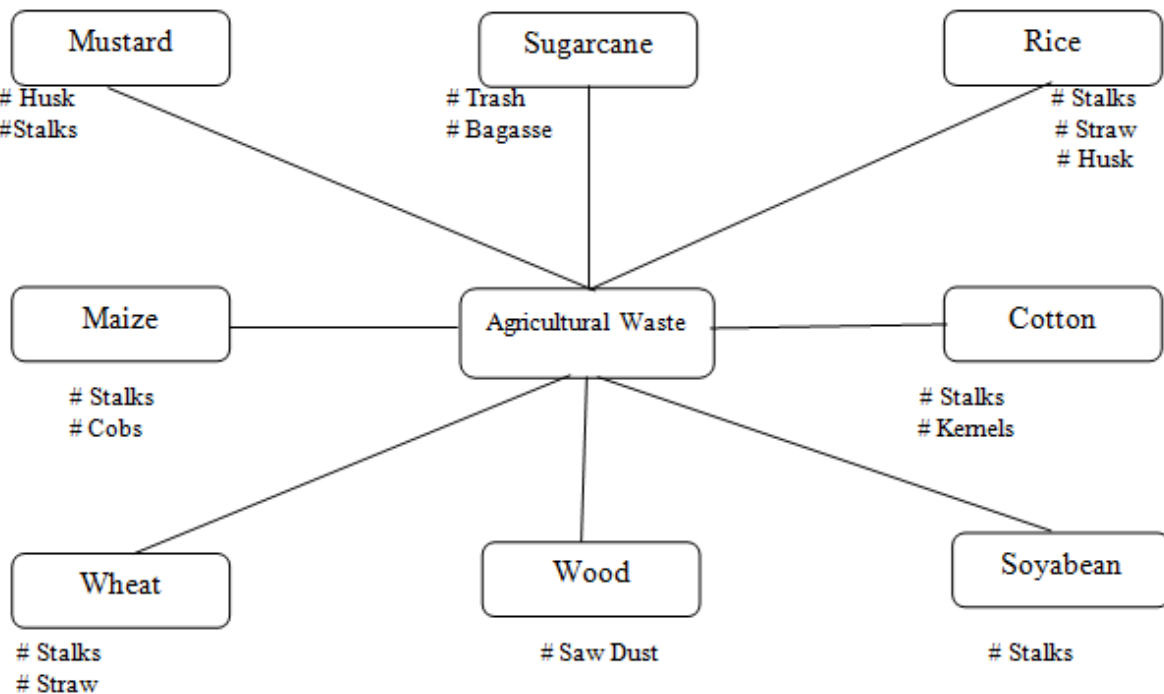 Mustard
# Husk
#Stalks
Sugarcane
# Trash
# Bagasse
Rice
# Stalks
# Straw
# Husk
Maize
# Stalks
# Cobs
Agricultural Waste
Cotton
# Stalks
# Kernels
Wheat
# Stalks
# Straw
Wood
# Saw Dust
Soyabean
# Stalks